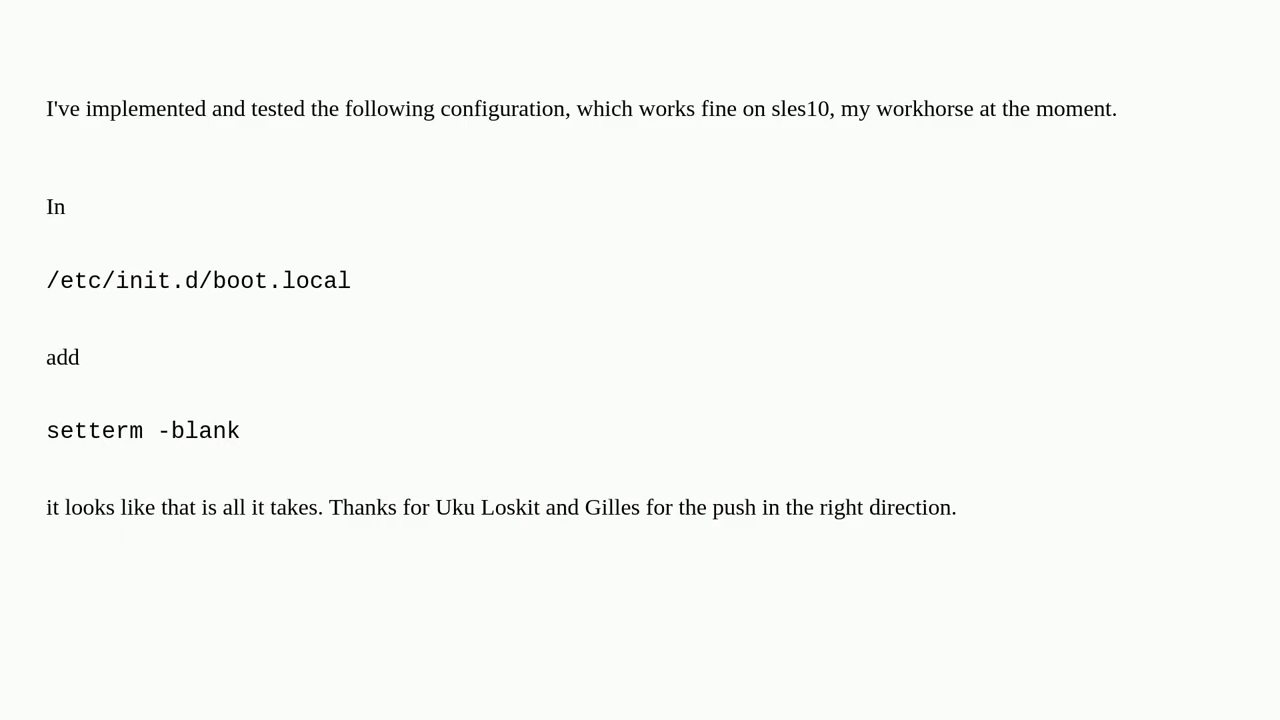 I've implemented and tested the following configuration, which works fine on sles10, my workhorse at the moment.
In
/etc/init.d/boot.local
add
setterm -blank
it looks like that is all it takes. Thanks for Uku Loskit and Gilles for the push in the right direction.